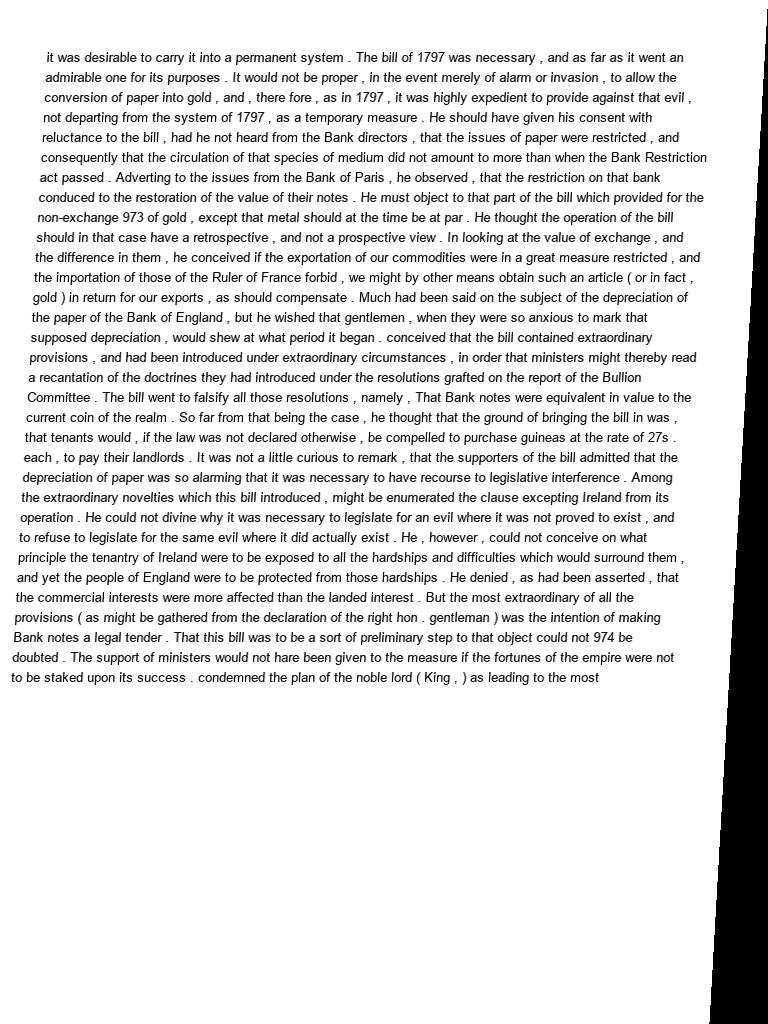 it was desirable to carry it into a permanent system . The bill of 1797 was necessary , and as far as it went an
admirable one for its purposes . It would not be proper , in the event merely of alarm or invasion , to allow the
conversion of paper into gold , and , there fore , as in 1797 , it was highly expedient to provide against that evil ,
not departing from the system of 1797 , as a temporary measure . He should have given his consent with
reluctance to the bill , had he not heard from the Bank directors , that the issues of paper were restricted , and
consequently that the circulation of that species of medium did not amount to more than when the Bank Restriction
act passed . Adverting to the issues from the Bank of Paris , he observed , that the restriction on that bank
conduced to the restoration of the value of their notes . He must object to that part of the bill which provided for the
non-exchange 973 of gold , except that metal should at the time be at par . He thought the operation of the bill
should in that case have a retrospective , and not a prospective view . In looking at the value of exchange , and
the difference in them , he conceived if the exportation of our commodities were in a great measure restricted , and
the importation of those of the Ruler of France forbid , we might by other means obtain such an article ( or in fact ,
gold ) in return for our exports , as should compensate . Much had been said on the subject of the depreciation of
the paper of the Bank of England , but he wished that gentlemen , when they were so anxious to mark that
supposed depreciation , would shew at what period it began . conceived that the bill contained extraordinary
provisions , and had been introduced under extraordinary circumstances , in order that ministers might thereby read
a recantation of the doctrines they had introduced under the resolutions grafted on the report of the Bullion
Committee . The bill went to falsify all those resolutions , namely , That Bank notes were equivalent in value to the
current coin of the realm . So far from that being the case , he thought that the ground of bringing the bill in was ,
that tenants would , if the law was not declared otherwise , be compelled to purchase guineas at the rate of 27s .
each , to pay their landlords . It was not a little curious to remark , that the supporters of the bill admitted that the
depreciation of paper was so alarming that it was necessary to have recourse to legislative interference . Among
the extraordinary novelties which this bill introduced , might be enumerated the clause excepting Ireland from its
operation . He could not divine why it was necessary to legislate for an evil where it was not proved to exist , and
to refuse to legislate for the same evil where it did actually exist . He , however , could not conceive on what
principle the tenantry of Ireland were to be exposed to all the hardships and difficulties which would surround them ,
and yet the people of England were to be protected from those hardships . He denied , as had been asserted , that
the commercial interests were more affected than the landed interest . But the most extraordinary of all the
provisions ( as might be gathered from the declaration of the right hon . gentleman ) was the intention of making
Bank notes a legal tender . That this bill was to be a sort of preliminary step to that object could not 974 be
doubted . The support of ministers would not hare been given to the measure if the fortunes of the empire were not
to be staked upon its success . condemned the plan of the noble lord ( King , ) as leading to the most